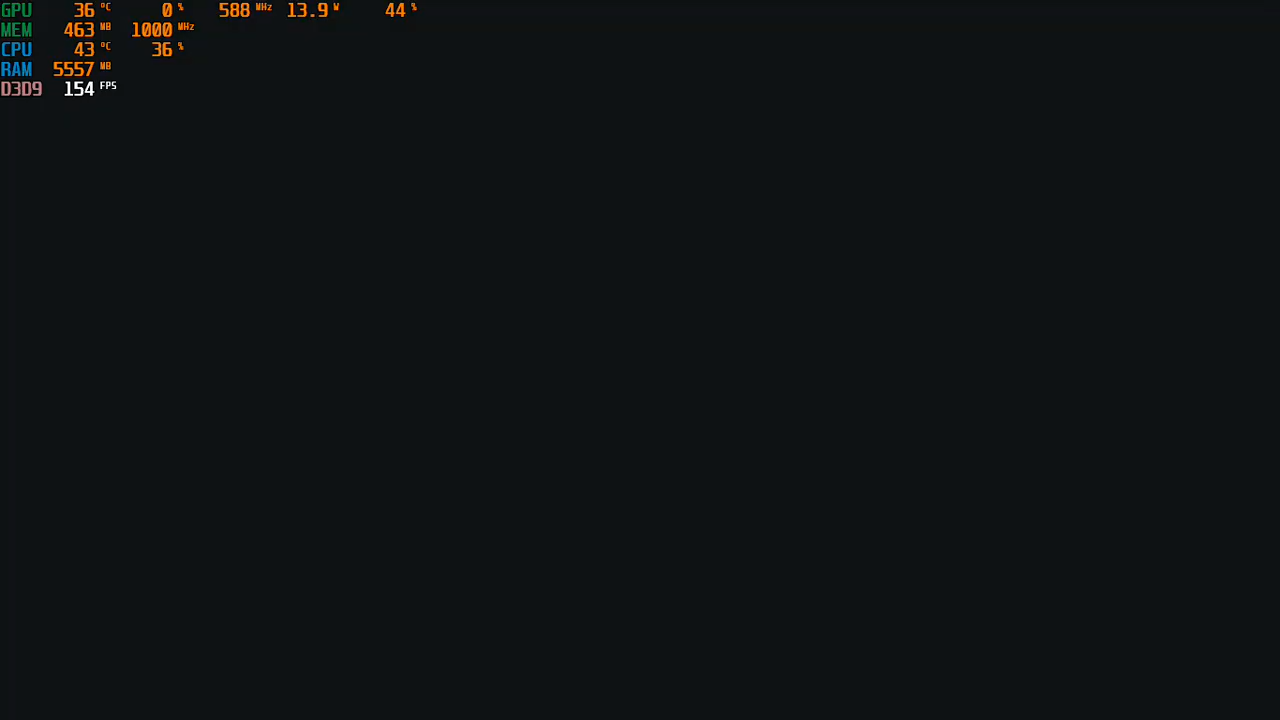 GPU 36 °C 0 % 588 MHz 13.9 W 44 %
MEM 463 MB 1000 MHz
CPU 43 °C 36 %
RAM 5557 MB
D3D9 154 FPS